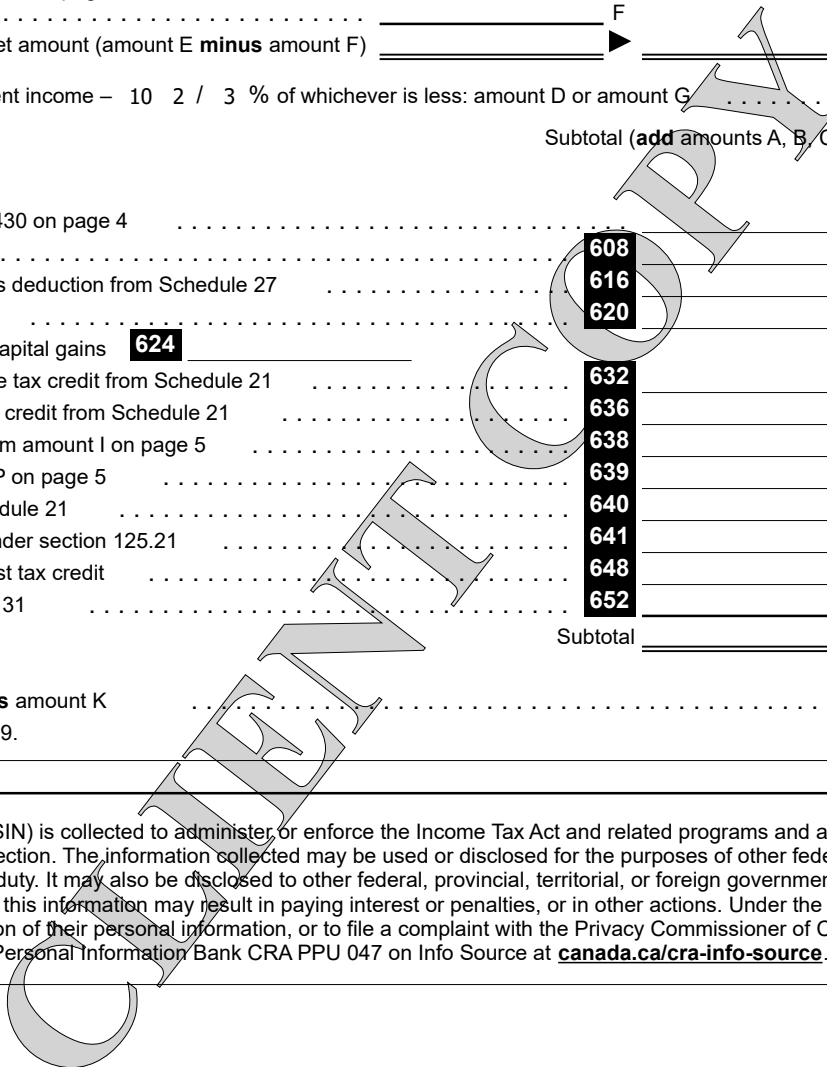 F
et amount (amount E minus amount F)
ent income – 10 2 / 3 % of whichever is less: amount D or amount G
Subtotal (add amounts A, B, C
430 on page 4
608
s deduction from Schedule 27 616
620
apital gains 624
e tax credit from Schedule 21 632
credit from Schedule 21 636
m amount I on page 5 638
P on page 5 639
dule 21 640
nder section 125.21 641
st tax credit 648
31 652
Subtotal
s amount K
9.
SIN) is collected to administer or enforce the Income Tax Act and related programs and a
ection. The information collected may be used or disclosed for the purposes of other fede
duty. It may also be disclosed to other federal, provincial, territorial, or foreign governmen
this information may result in paying interest or penalties, or in other actions. Under the
on of their personal information, or to file a complaint with the Privacy Commissioner of C
Personal Information Bank CRA PPU 047 on Info Source at canada.ca/cra-info-source.
CLIENT COPY